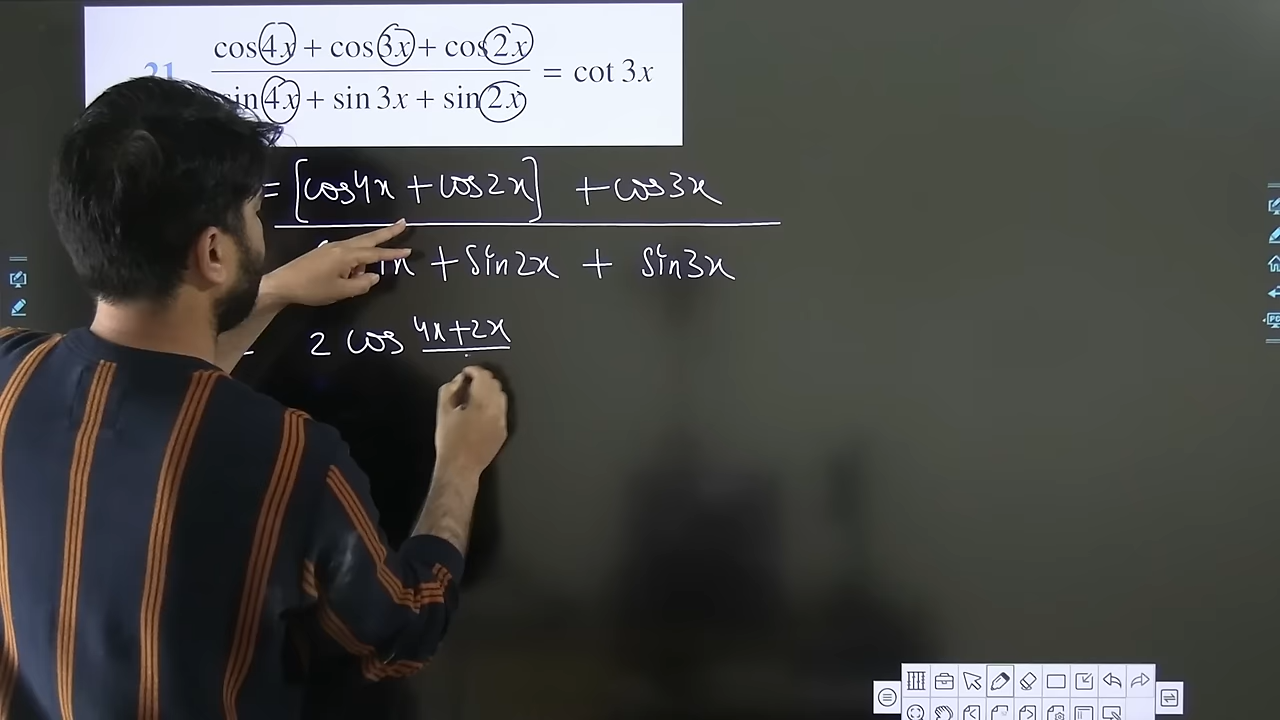 21. cos 4x + cos 3x + cos 2x
sin 4x + sin 3x + sin 2x = cot 3x
= [cos4x + cos2x] + cos3x
+ sin2x + sin3x
2 cos 4x+2x